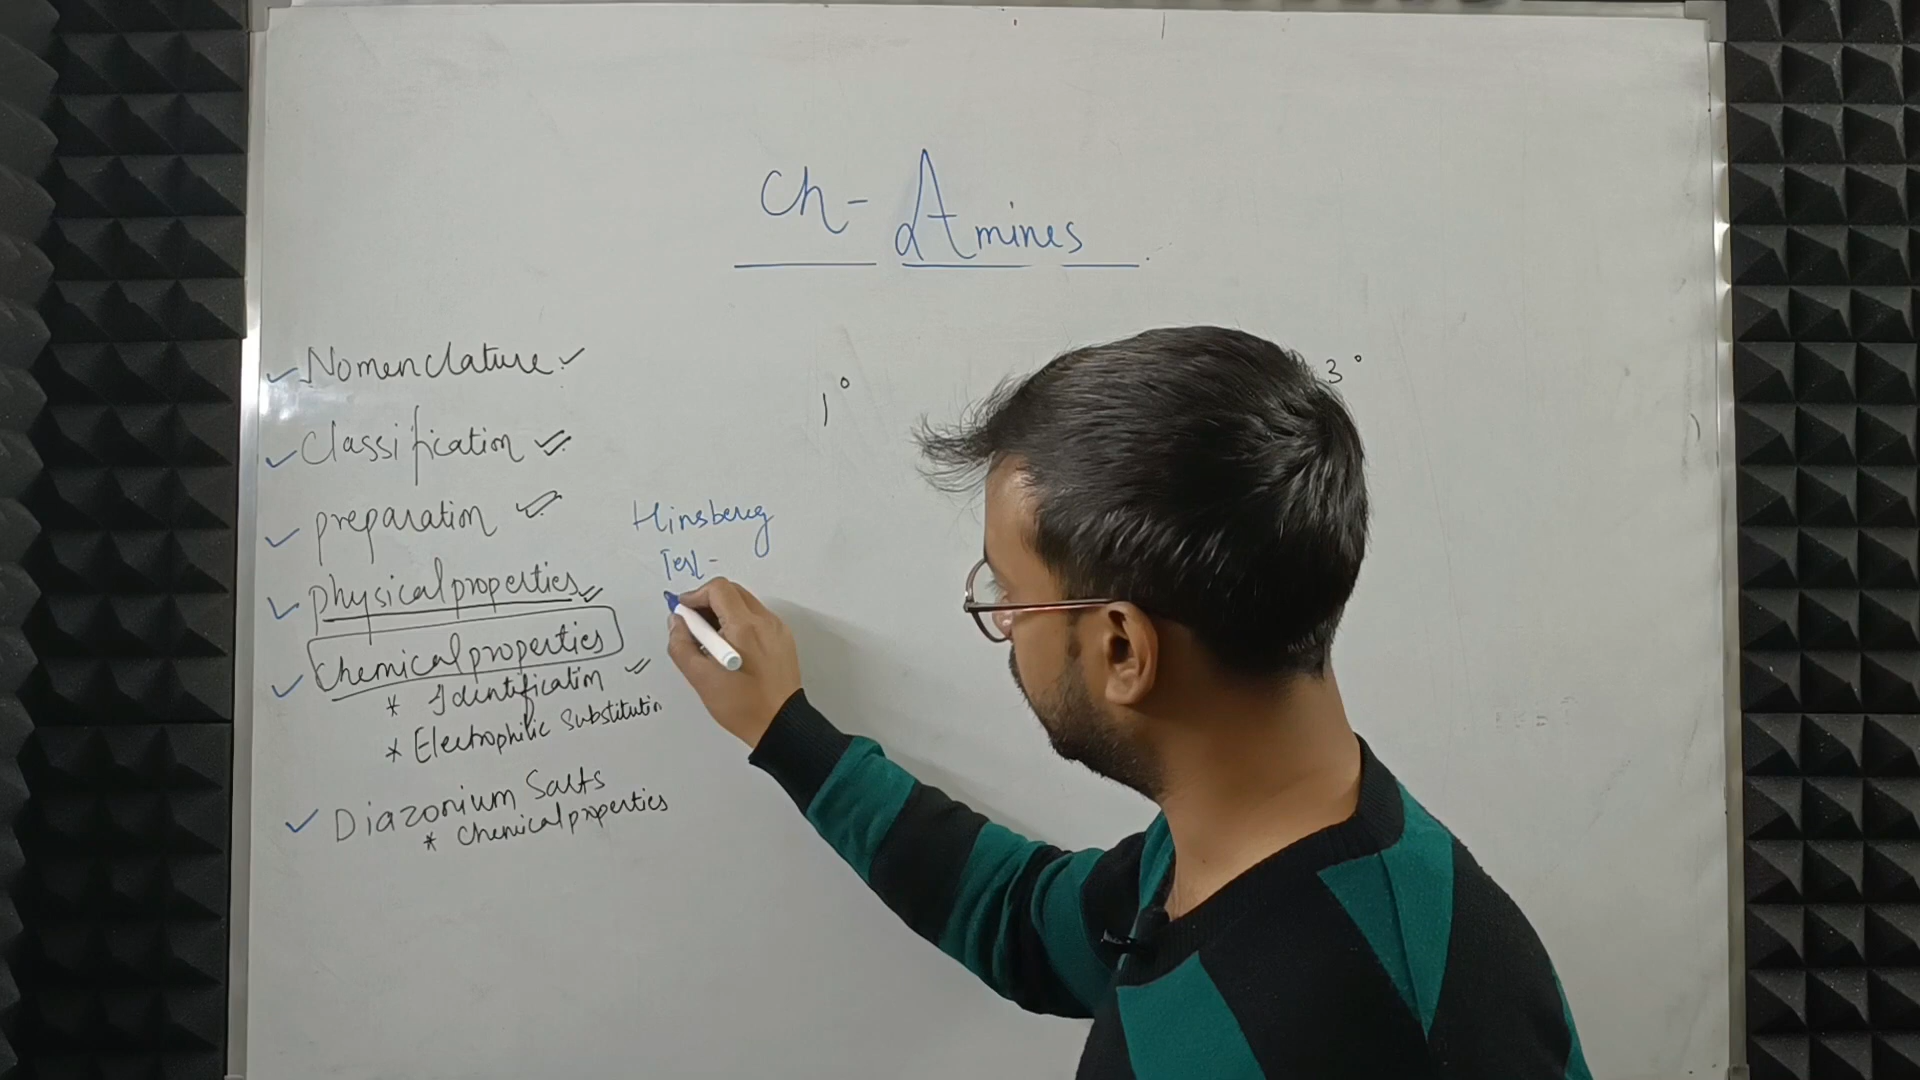 Ch - Amines
Nomenclature
1° 3°
Classification
preparation
Hinsberg
Test -
physical properties
Chemical properties
* Identification
* Electrophilic Substitutin
Diazonium Salts
* Chemical properties